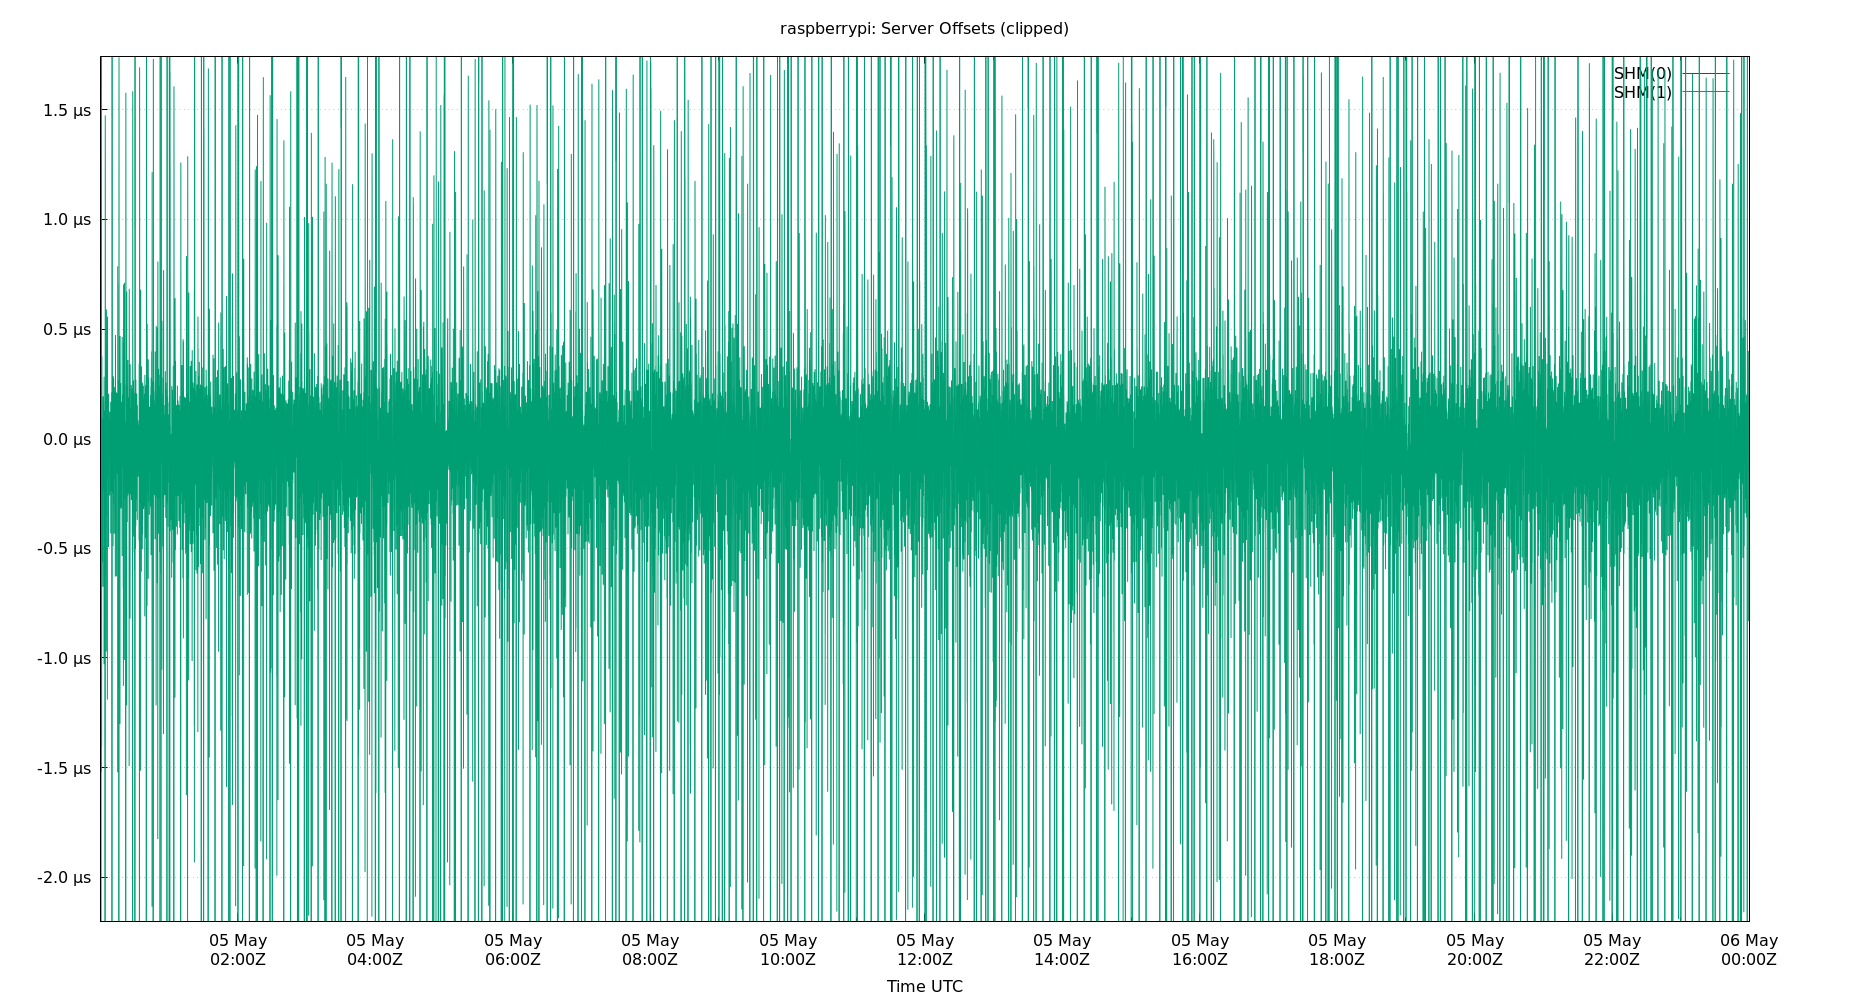 raspberrypi: Server Offsets (clipped)
SHM(0)
SHM(1)
1.5 µs
1.0 µs
0.5 µs
0.0 µs
-0.5 µs
-1.0 µs
-1.5 µs
-2.0 µs
05 May 05 May 05 May 05 May 05 May 05 May 05 May 05 May 05 May 05 May 05 May 06 May
02:00Z 04:00Z 06:00Z 08:00Z 10:00Z 12:00Z 14:00Z 16:00Z 18:00Z 20:00Z 22:00Z 00:00Z
Time UTC